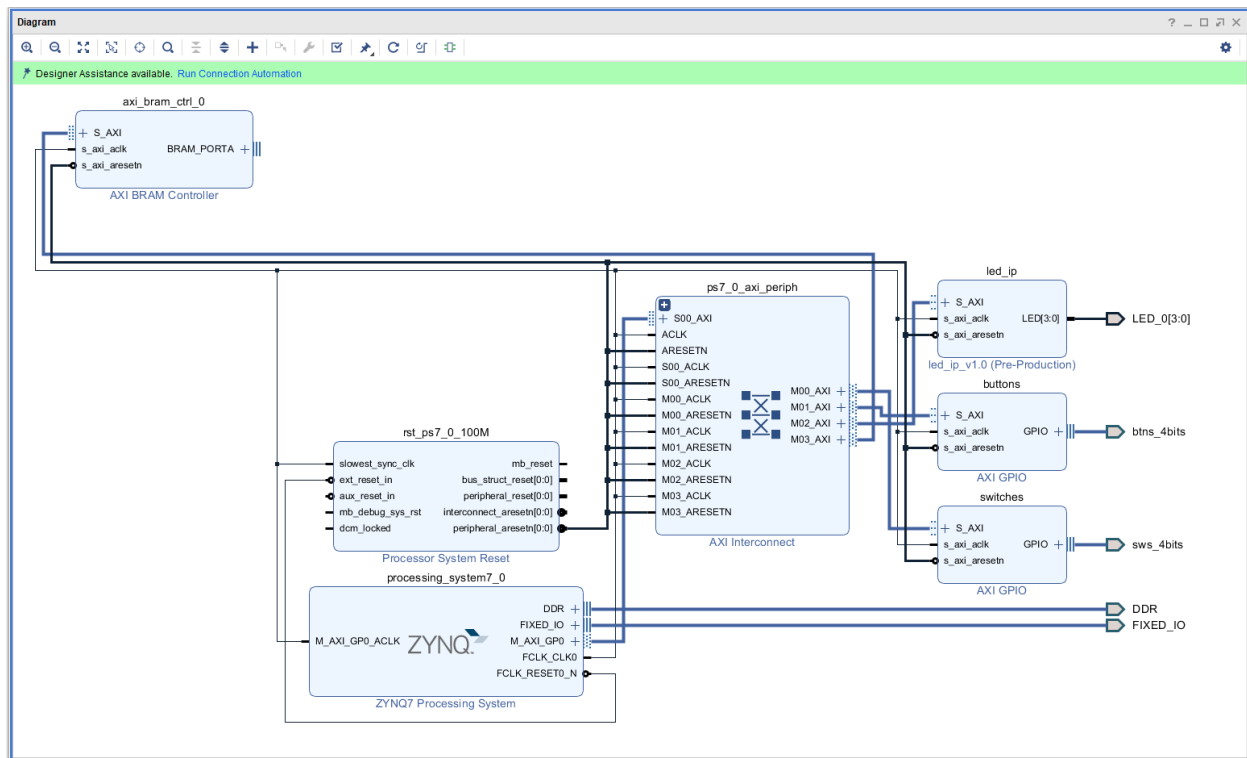 Diagram
Designer Assistance available. Run Connection Automation
axi_bram_ctrl_0
S_AXI
s_axi_aclk
s_axi_aresetn
BRAM_PORTA
AXI BRAM Controller
led_ip
S_AXI
s_axi_aclk
s_axi_aresetn
LED[3:0]
led_ip_v1.0 (Pre-Production)
LED_0[3:0]
ps7_0_axi_periph
S00_AXI
ACLK
ARESETN
S00_ACLK
S00_ARESETN
M00_ACLK
M00_ARESETN
M01_ACLK
M01_ARESETN
M02_ACLK
M02_ARESETN
M03_ACLK
M03_ARESETN
M00_AXI
M01_AXI
M02_AXI
M03_AXI
AXI Interconnect
buttons
S_AXI
s_axi_aclk
s_axi_aresetn
GPIO
AXI GPIO
btns_4bits
rst_ps7_0_100M
slowest_sync_clk
ext_reset_in
aux_reset_in
mb_debug_sys_rst
dcm_locked
mb_reset
bus_struct_reset[0:0]
peripheral_reset[0:0]
interconnect_aresetn[0:0]
peripheral_aresetn[0:0]
Processor System Reset
switches
S_AXI
s_axi_aclk
s_axi_aresetn
GPIO
AXI GPIO
sws_4bits
processing_system7_0
M_AXI_GP0_ACLK
ZYNQ
DDR
FIXED_IO
M_AXI_GP0
FCLK_CLK0
FCLK_RESET0_N
ZYNQ7 Processing System
DDR
FIXED_IO